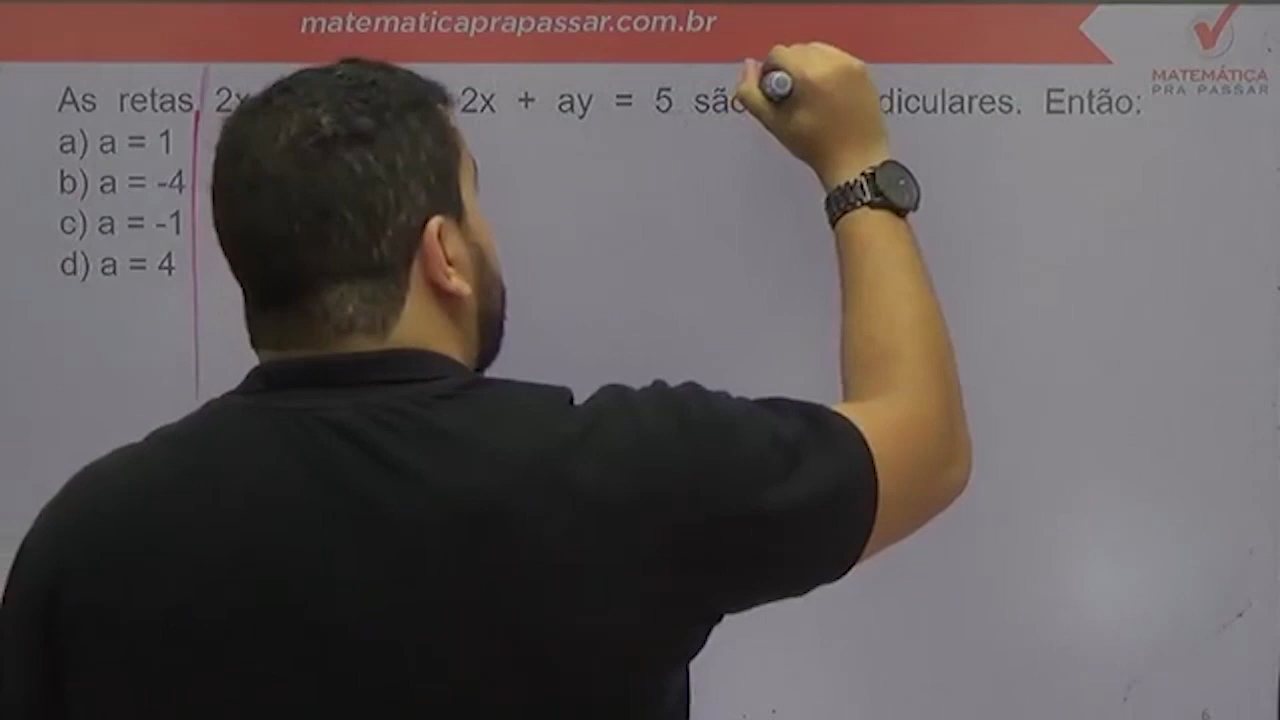 matematicaprapassar.com.br
MATEMÁTICA
PRA PASSAR
As retas 2x 2x + ay = 5 são diculares. Então:
a) a = 1
b) a = -4
c) a = -1
d) a = 4